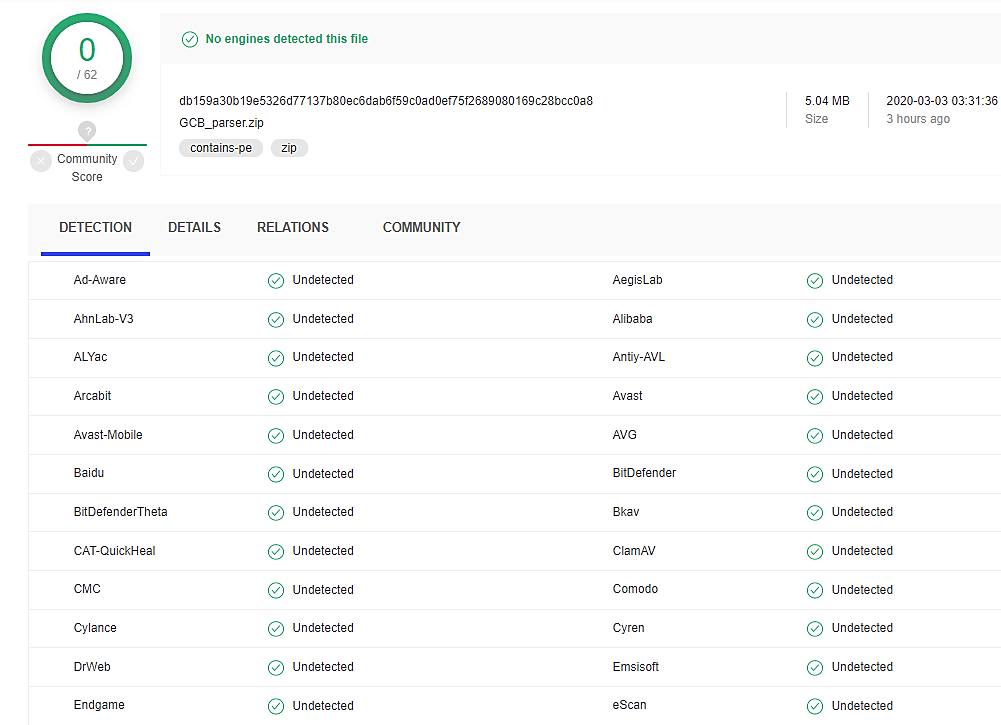 0
/ 62
No engines detected this file
db159a30b19e5326d77137b80ec6dab6f59c0ad0ef75f2689080169c28bcc0a8
GCB_parser.zip
contains-pe zip
5.04 MB
Size
2020-03-03 03:31:36
3 hours ago
?
Community
Score
DETECTION DETAILS RELATIONS COMMUNITY
Ad-Aware Undetected AegisLab Undetected
AhnLab-V3 Undetected Alibaba Undetected
ALYac Undetected Antiy-AVL Undetected
Arcabit Undetected Avast Undetected
Avast-Mobile Undetected AVG Undetected
Baidu Undetected BitDefender Undetected
BitDefenderTheta Undetected Bkav Undetected
CAT-QuickHeal Undetected ClamAV Undetected
CMC Undetected Comodo Undetected
Cylance Undetected Cyren Undetected
DrWeb Undetected Emsisoft Undetected
Endgame Undetected eScan Undetected